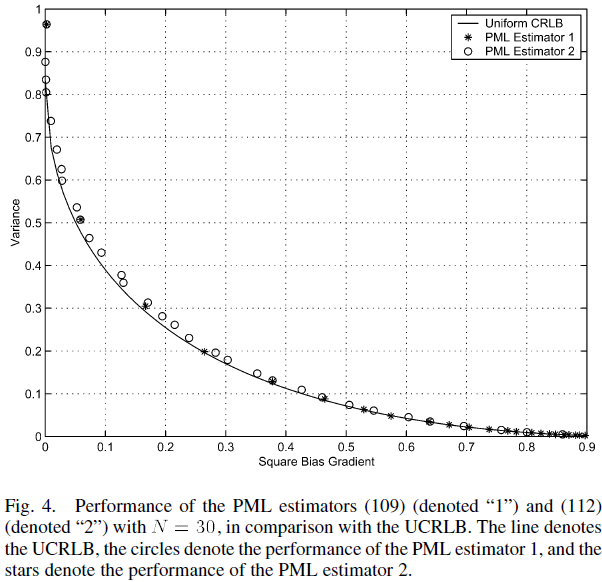 1
0.9
0.8
0.7
0.6
0.5
0.4
0.3
0.2
0.1
0
Variance
Uniform CRLB
PML Estimator 1
PML Estimator 2
0 0.1 0.2 0.3 0.4 0.5 0.6 0.7 0.8 0.9
Square Bias Gradient
Fig. 4. Performance of the PML estimators (109) (denoted “1”) and (112)
(denoted “2”) with N = 30, in comparison with the UCRLB. The line denotes
the UCRLB, the circles denote the performance of the PML estimator 1, and the
stars denote the performance of the PML estimator 2.